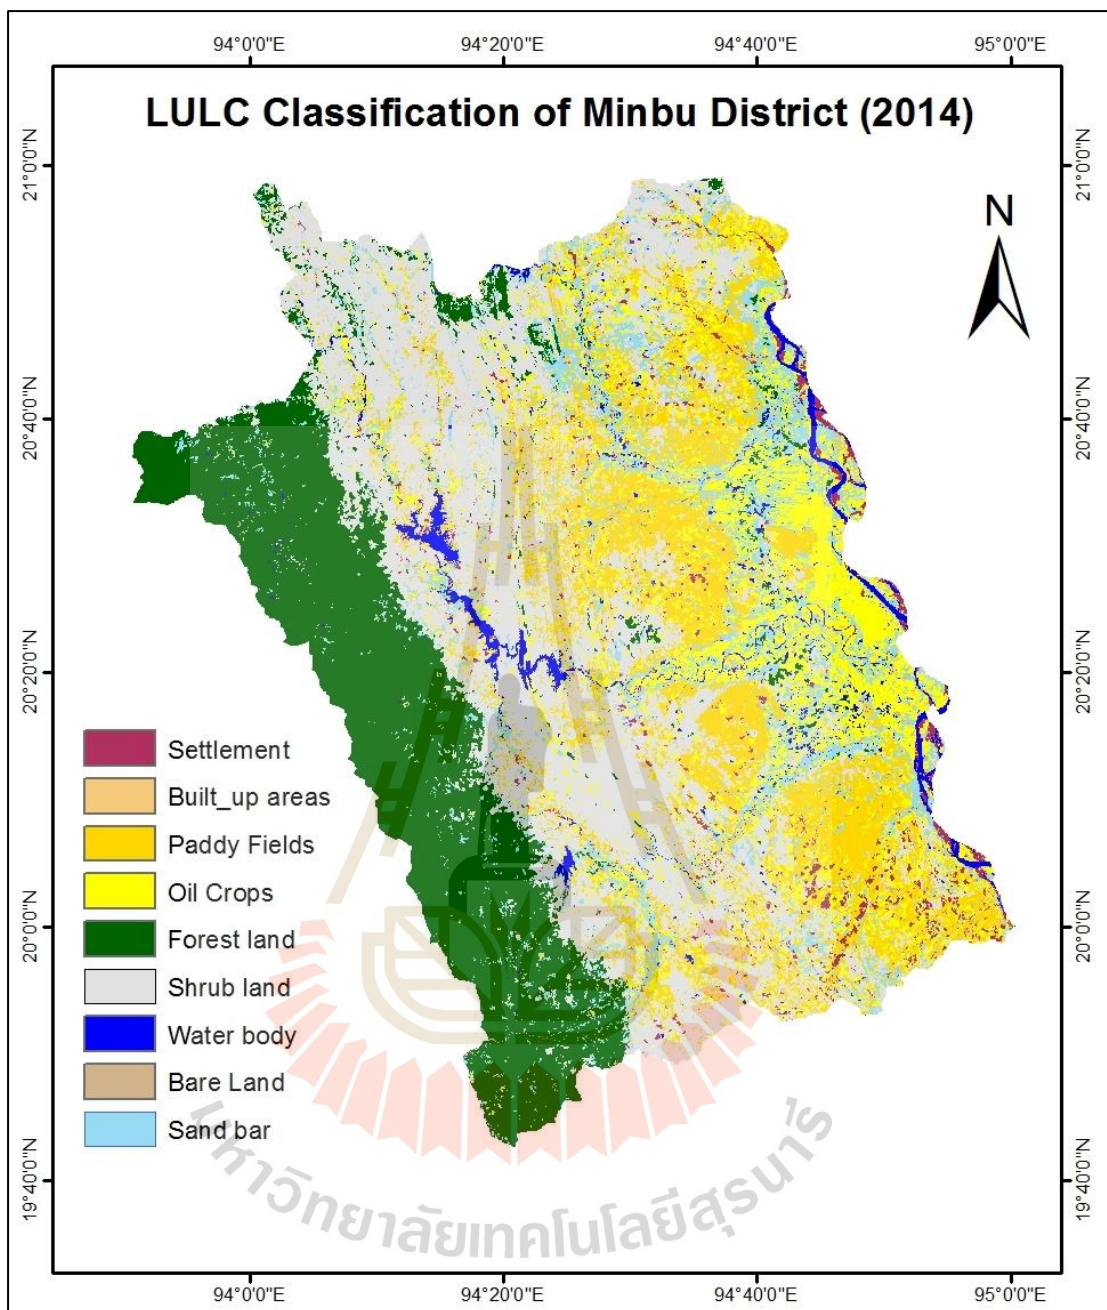 94°0'0"E 94°20'0"E 94°40'0"E 95°0'0"E
LULC Classification of Minbu District (2014)
21°0'0"N 21°0'0"N
N
20°40'0"N 20°40'0"N
20°20'0"N 20°20'0"N
Settlement
Built_up areas
Paddy Fields
Oil Crops
Forest land
20°0'0"N 20°0'0"N
Shrub land
Water body
Bare Land
Sand bar
19°40'0"N 19°40'0"N
มหาวิทยาลัยเทคโนโลยีสุรนารี
94°0'0"E 94°20'0"E 94°40'0"E 95°0'0"E